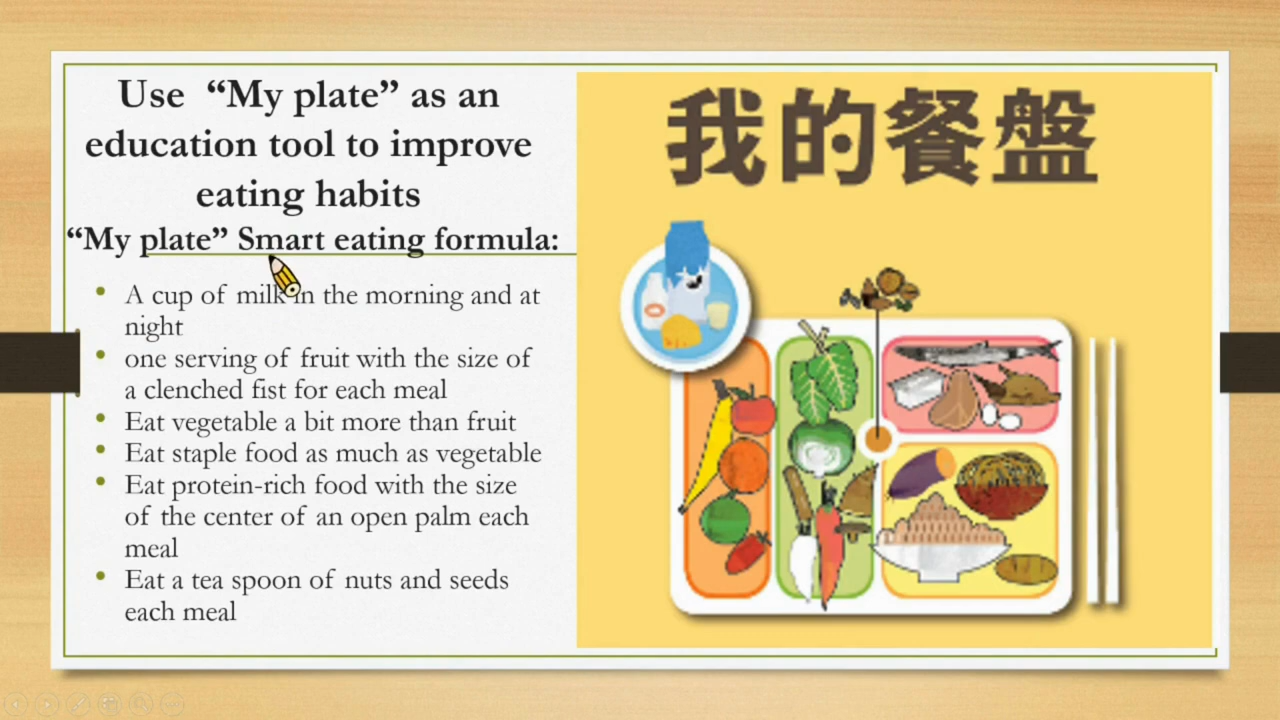 Use “My plate” as an
education tool to improve
eating habits
“My plate” Smart eating formula:
• A cup of milk in the morning and at
night
• one serving of fruit with the size of
a clenched fist for each meal
• Eat vegetable a bit more than fruit
• Eat staple food as much as vegetable
• Eat protein-rich food with the size
of the center of an open palm each
meal
• Eat a tea spoon of nuts and seeds
each meal
我的餐盤